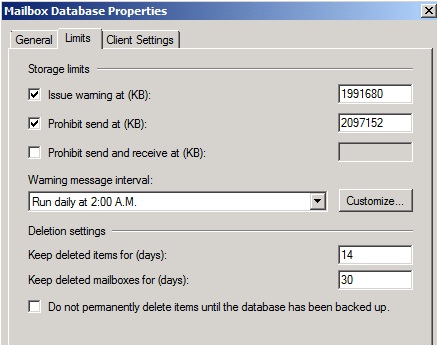 Mailbox Database Properties
General Limits Client Settings
Storage limits
Issue warning at (KB): 1991680
Prohibit send at (KB): 2097152
Prohibit send and receive at (KB):
Warning message interval:
Run daily at 2:00 A.M. Customize...
Deletion settings
Keep deleted items for (days): 14
Keep deleted mailboxes for (days): 30
Do not permanently delete items until the database has been backed up.